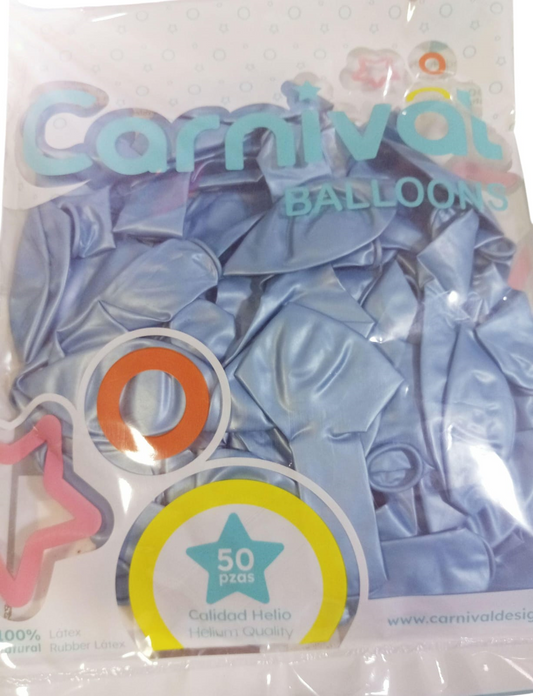 Carnival
BALLOONS
50
pzas
Calidad Helio
Helium Quality
100% Latex
Natural Rubber Latex
www.carnivaldesig